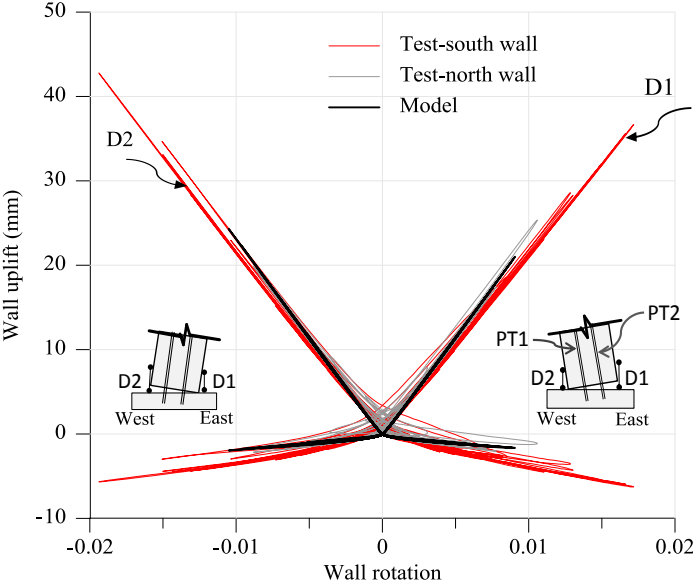 50
40
30
20
10
0
-10
Wall uplift (mm)
Test-south wall
Test-north wall
Model
D1
D2
D2 D1
West East
PT1 PT2
D2 D1
West East
-0.02 -0.01 0 0.01 0.02
Wall rotation